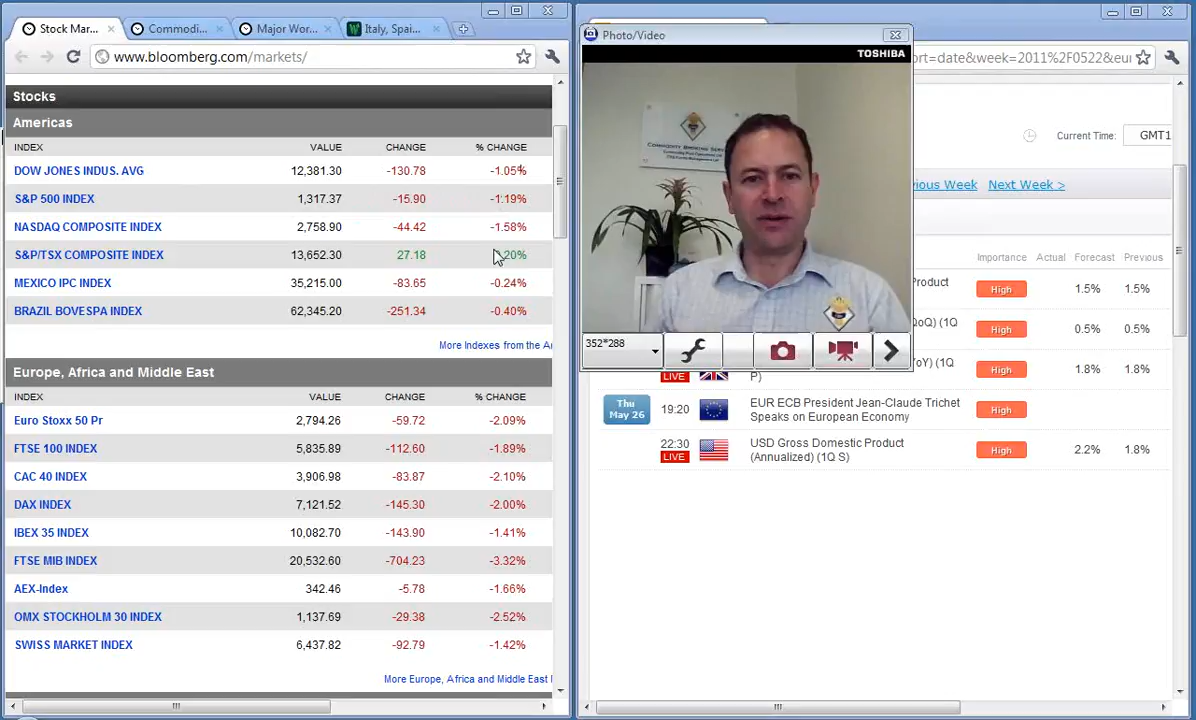 Stock Mar...
Commodi...
Major Wor...
Italy, Spai...
www.bloomberg.com/markets/
Stocks
Americas
INDEX VALUE CHANGE % CHANGE
DOW JONES INDUS. AVG 12,381.30 -130.78 -1.05%
S&P 500 INDEX 1,317.37 -15.90 -1.19%
NASDAQ COMPOSITE INDEX 2,758.90 -44.42 -1.58%
S&P/TSX COMPOSITE INDEX 13,652.30 27.18
MEXICO IPC INDEX 35,215.00 -83.65 -0.24%
BRAZIL BOVESPA INDEX 62,345.20 -251.34 -0.40%
More Indexes from the
Europe, Africa and Middle East
INDEX VALUE CHANGE % CHANGE
Euro Stoxx 50 Pr 2,794.26 -59.72 -2.09%
FTSE 100 INDEX 5,835.89 -112.60 -1.89%
CAC 40 INDEX 3,906.98 -83.87 -2.10%
DAX INDEX 7,121.52 -145.30 -2.00%
IBEX 35 INDEX 10,082.70 -143.90 -1.41%
FTSE MIB INDEX 20,532.60 -704.23 -3.32%
AEX-Index 342.46 -5.78 -1.66%
OMX STOCKHOLM 30 INDEX 1,137.69 -29.38 -2.52%
SWISS MARKET INDEX 6,437.82 -92.79 -1.42%
More Europe, Africa and Middle East
Photo/Video
TOSHIBA
352*288
ort=date&week=2011%2F0522&eur
Current Time: GMT1
ious Week Next Week >
Importance Actual Forecast Previous
roduct High 1.5% 1.5%
QoQ) (1Q High 0.5% 0.5%
YoY) (1Q High 1.8% 1.8%
LIVE P)
Thu
May 26
19:20 EUR ECB President Jean-Claude Trichet
Speaks on European Economy
High
22:30 USD Gross Domestic Product
LIVE (Annualized) (1Q S)
High 2.2% 1.8%